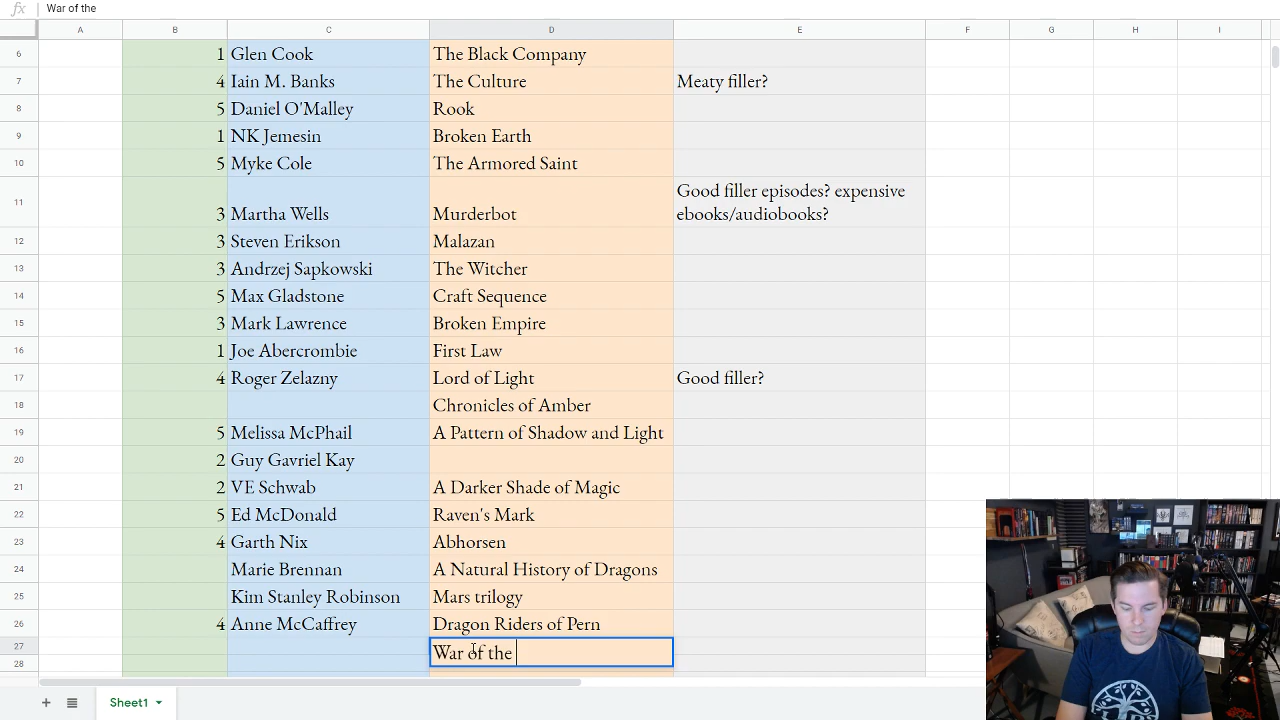 fx War of the
A B C D E F G H I
6 1 Glen Cook The Black Company
7 4 Iain M. Banks The Culture Meaty filler?
8 5 Daniel O'Malley Rook
9 1 NK Jemesin Broken Earth
10 5 Myke Cole The Armored Saint
Good filler episodes? expensive
11 3 Martha Wells Murderbot ebooks/audiobooks?
12 3 Steven Erikson Malazan
13 3 Andrzej Sapkowski The Witcher
14 5 Max Gladstone Craft Sequence
15 3 Mark Lawrence Broken Empire
16 1 Joe Abercrombie First Law
17 4 Roger Zelazny Lord of Light Good filler?
18 Chronicles of Amber
19 5 Melissa McPhail A Pattern of Shadow and Light
20 2 Guy Gavriel Kay
21 2 VE Schwab A Darker Shade of Magic
22 5 Ed McDonald Raven's Mark
23 4 Garth Nix Abhorsen
24 Marie Brennan A Natural History of Dragons
25 Kim Stanley Robinson Mars trilogy
26 4 Anne McCaffrey Dragon Riders of Pern
27 War of the
28
Sheet1